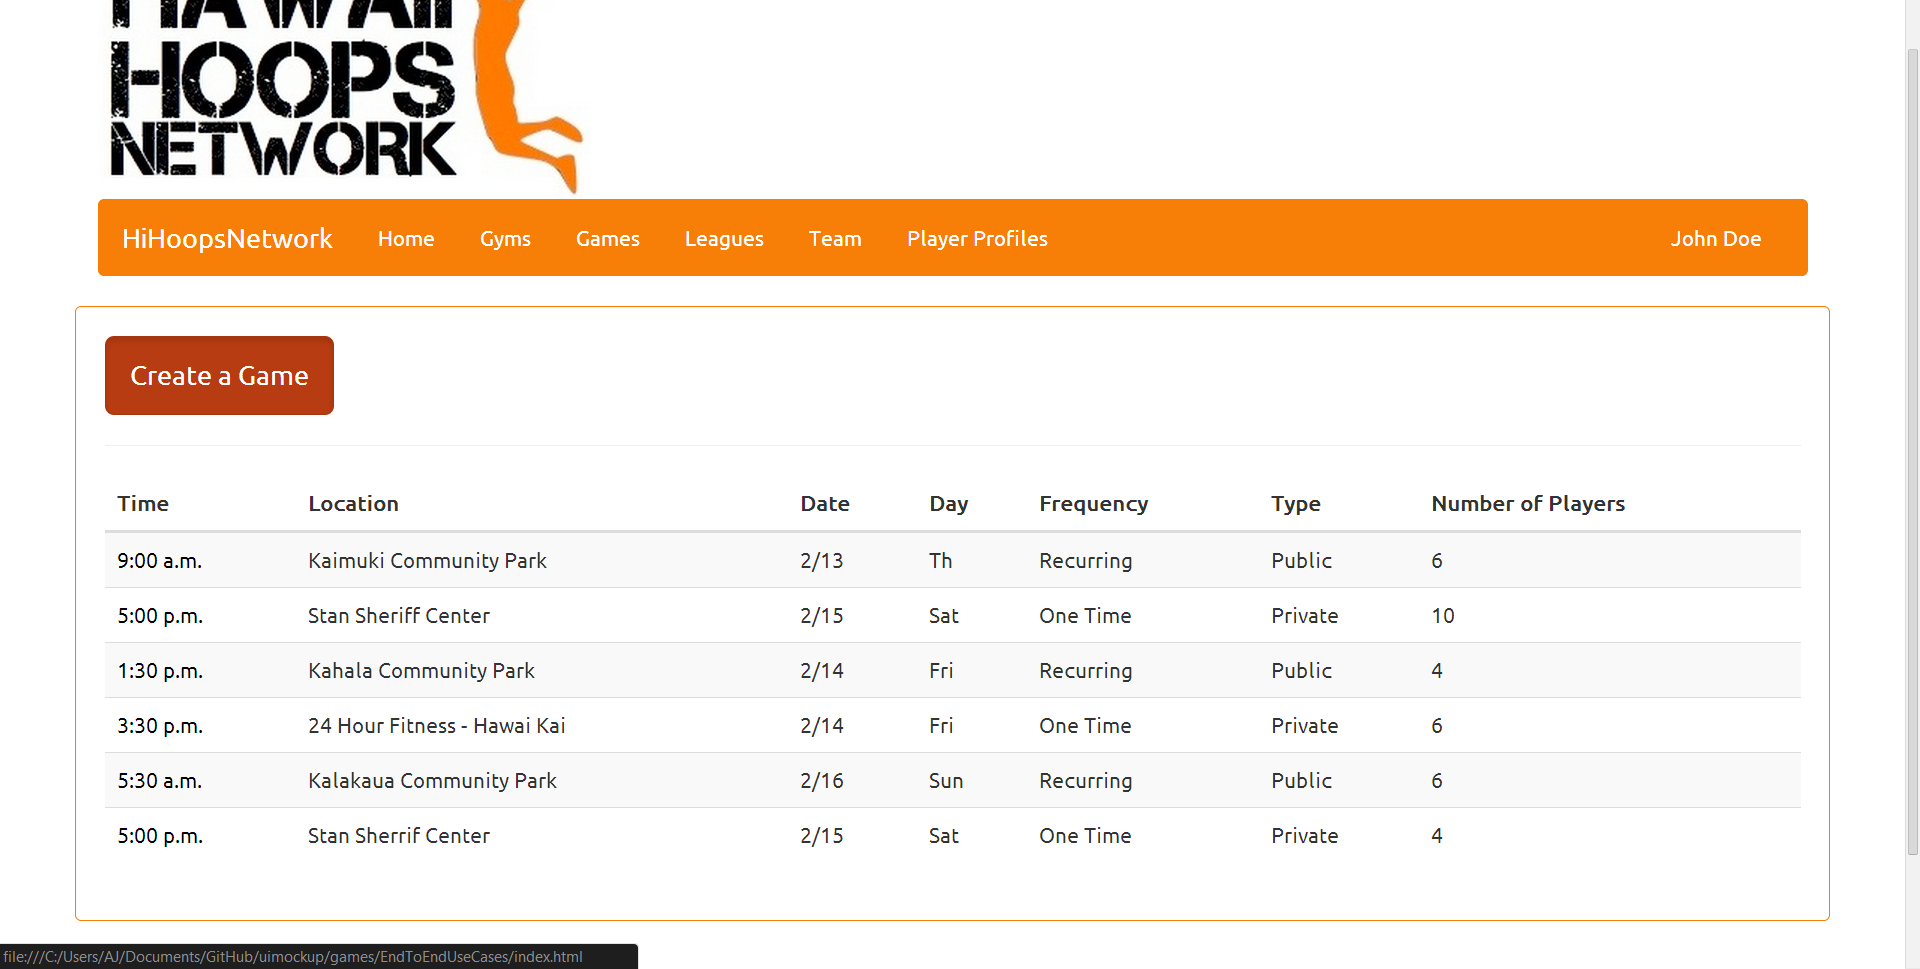 HAWAII
HOOPS
NETWORK
HiHoopsNetwork Home Gyms Games Leagues Team Player Profiles John Doe
Create a Game
Time Location Date Day Frequency Type Number of Players
9:00 a.m. Kaimuki Community Park 2/13 Th Recurring Public 6
5:00 p.m. Stan Sheriff Center 2/15 Sat One Time Private 10
1:30 p.m. Kahala Community Park 2/14 Fri Recurring Public 4
3:30 p.m. 24 Hour Fitness - Hawai Kai 2/14 Fri One Time Private 6
5:30 a.m. Kalakaua Community Park 2/16 Sun Recurring Public 6
5:00 p.m. Stan Sherrif Center 2/15 Sat One Time Private 4
file:///C:/Users/AJ/Documents/GitHub/uimockup/games/EndToEndUseCases/index.html